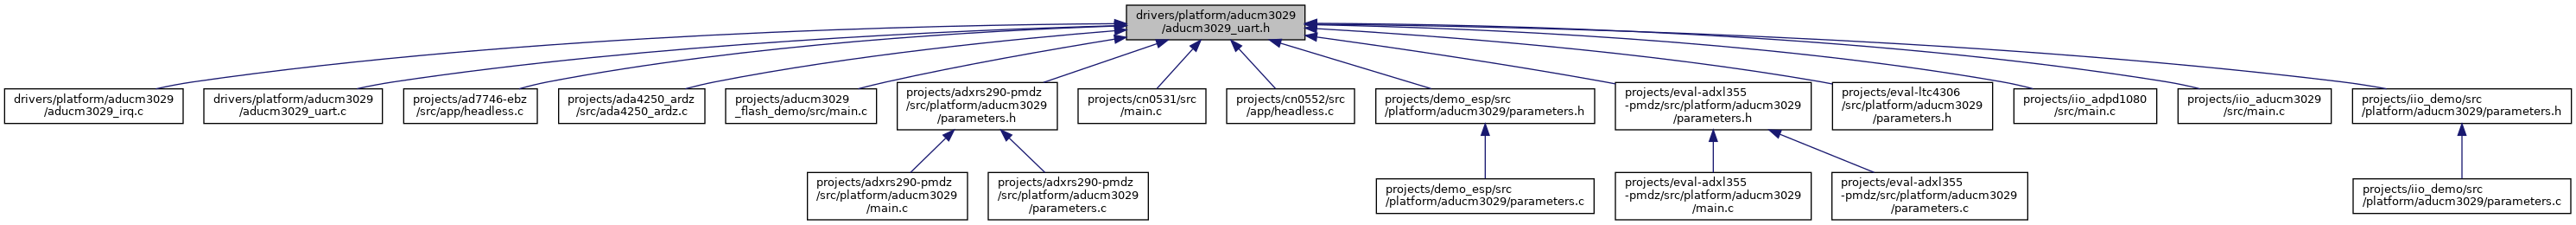 drivers/platform/aducm3029
/aducm3029_uart.h
drivers/platform/aducm3029
/aducm3029_irq.c
drivers/platform/aducm3029
/aducm3029_uart.c
projects/ad7746-ebz
/src/app/headless.c
projects/ada4250_ardz
/src/ada4250_ardz.c
projects/aducm3029
_flash_demo/src/main.c
projects/adxrs290-pmdz
/src/platform/aducm3029
/parameters.h
projects/cn0531/src
/main.c
projects/cn0552/src
/app/headless.c
projects/demo_esp/src
/platform/aducm3029/parameters.h
projects/eval-adxl355
-pmdz/src/platform/aducm3029
/parameters.h
projects/eval-ltc4306
/src/platform/aducm3029
/parameters.h
projects/iio_adpd1080
/src/main.c
projects/iio_aducm3029
/src/main.c
projects/iio_demo/src
/platform/aducm3029/parameters.h
projects/adxrs290-pmdz
/src/platform/aducm3029
/main.c
projects/adxrs290-pmdz
/src/platform/aducm3029
/parameters.c
projects/demo_esp/src
/platform/aducm3029/parameters.c
projects/eval-adxl355
-pmdz/src/platform/aducm3029
/main.c
projects/eval-adxl355
-pmdz/src/platform/aducm3029
/parameters.c
projects/iio_demo/src
/platform/aducm3029/parameters.c